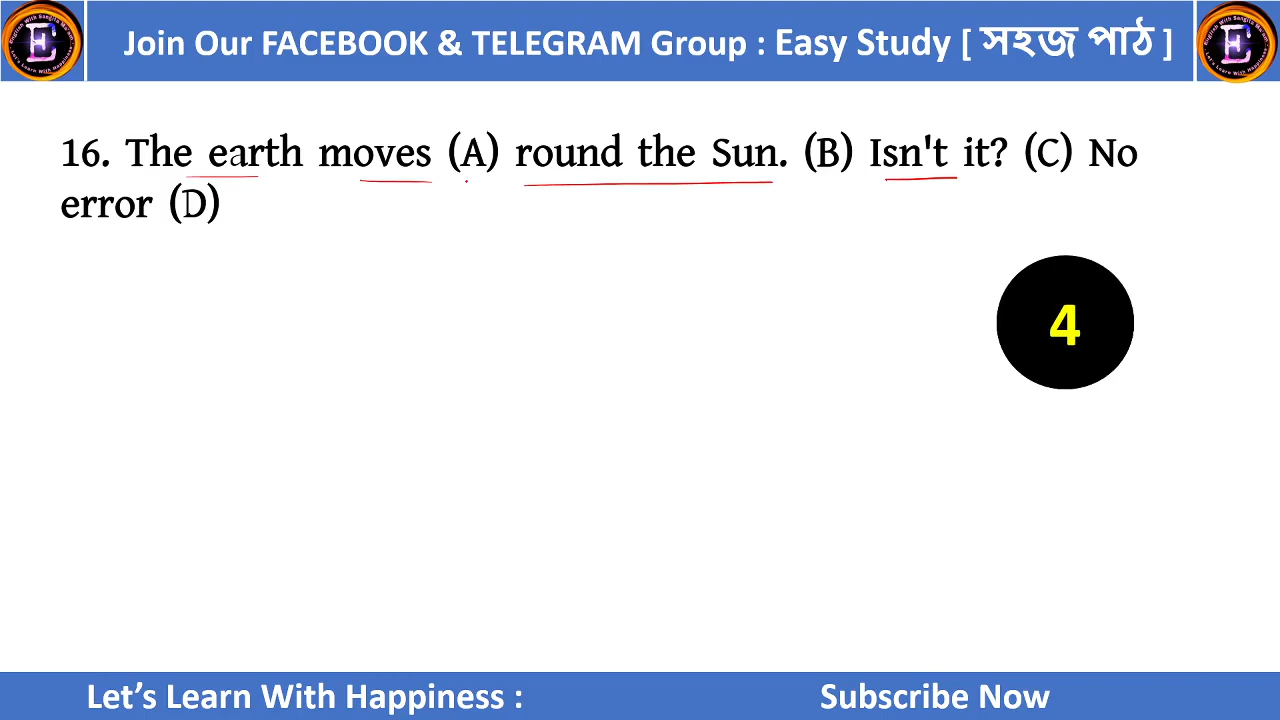 Join Our FACEBOOK & TELEGRAM Group : Easy Study [ সহজ পাঠ ]
16. The earth moves (A) round the Sun. (B) Isn't it? (C) No
error (D)
4
Let's Learn With Happiness :
Subscribe Now